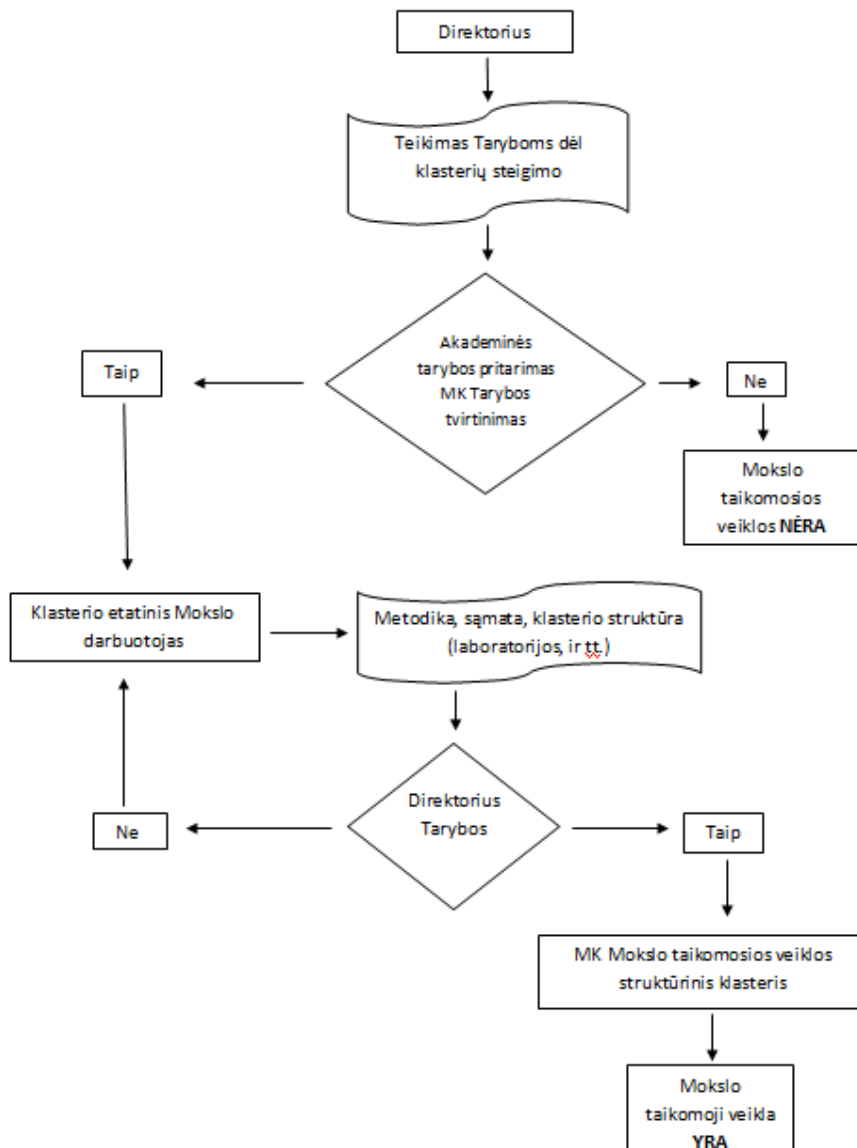 Direktorius
Teikimas Taryboms dėl
klasterių steigimo
Akademinės
tarybos pritarimas
MK Tarybos
tvirtinimas
Taip
Ne
Mokslo
taikomosios
veiklos NĖRA
Klasterio etatinis Mokslo
darbuotojas
Metodika, sąmata, klasterio struktūra
(laboratorijos, ir tt.)
Direktorius
Tarybos
Ne
Taip
MK Mokslo taikomosios veiklos
struktūrinis klasteris
Mokslo
taikomoji veikla
YRA